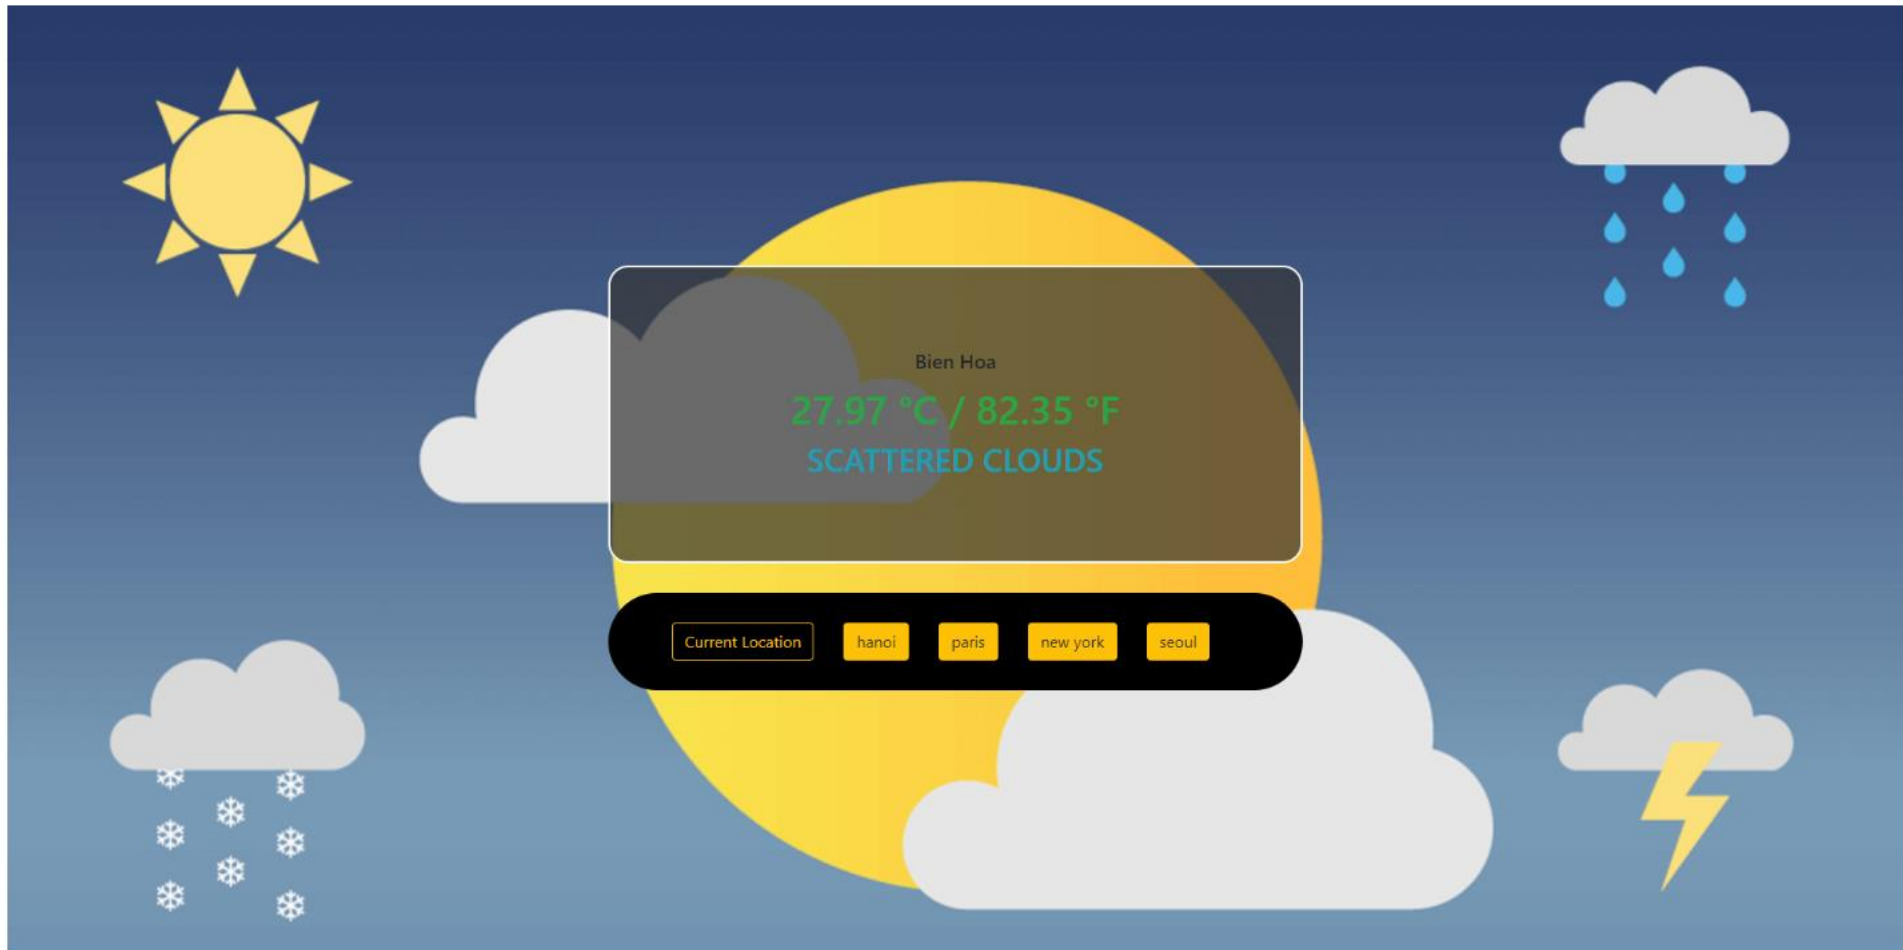 Bien Hoa
27.97 °C / 82.35 °F
SCATTERED CLOUDS
Current Location hanoi paris new york seoul